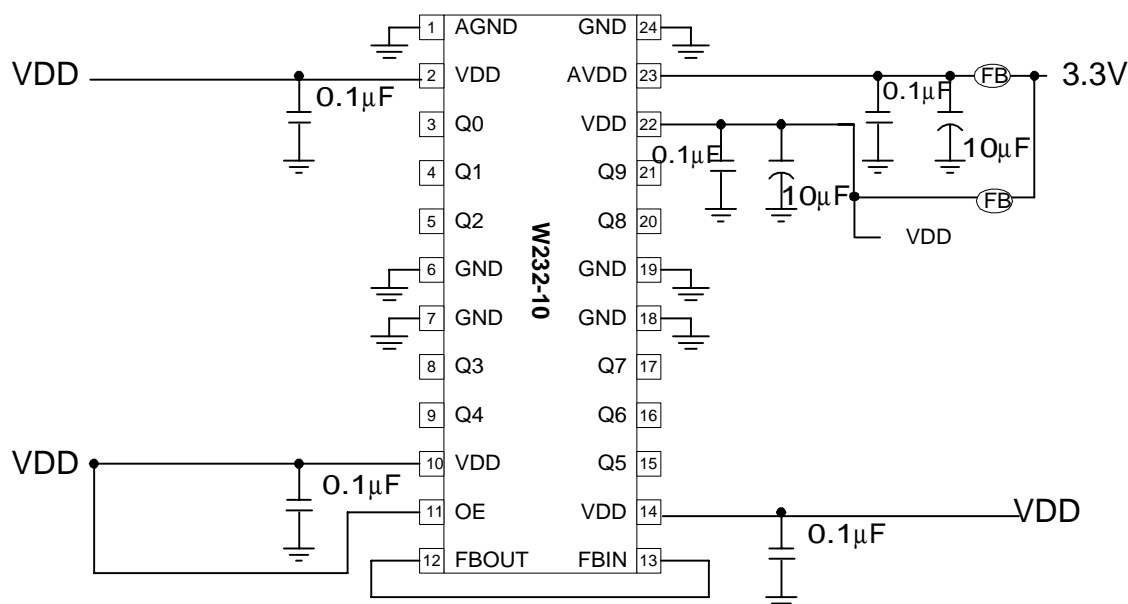 1 AGND GND 24
VDD 2 VDD AVDD 23 FB 3.3V
0.1μF 0.1μF
3 Q0 VDD 22
10μF
0.1μF
4 Q1 Q9 21
10μF FB
5 Q2 Q8 20
VDD
W232-10
6 GND GND 19
7 GND GND 18
8 Q3 Q7 17
9 Q4 Q6 16
VDD 10 VDD Q5 15
0.1μF
11 OE VDD 14 VDD
0.1μF
12 FBOUT FBIN 13